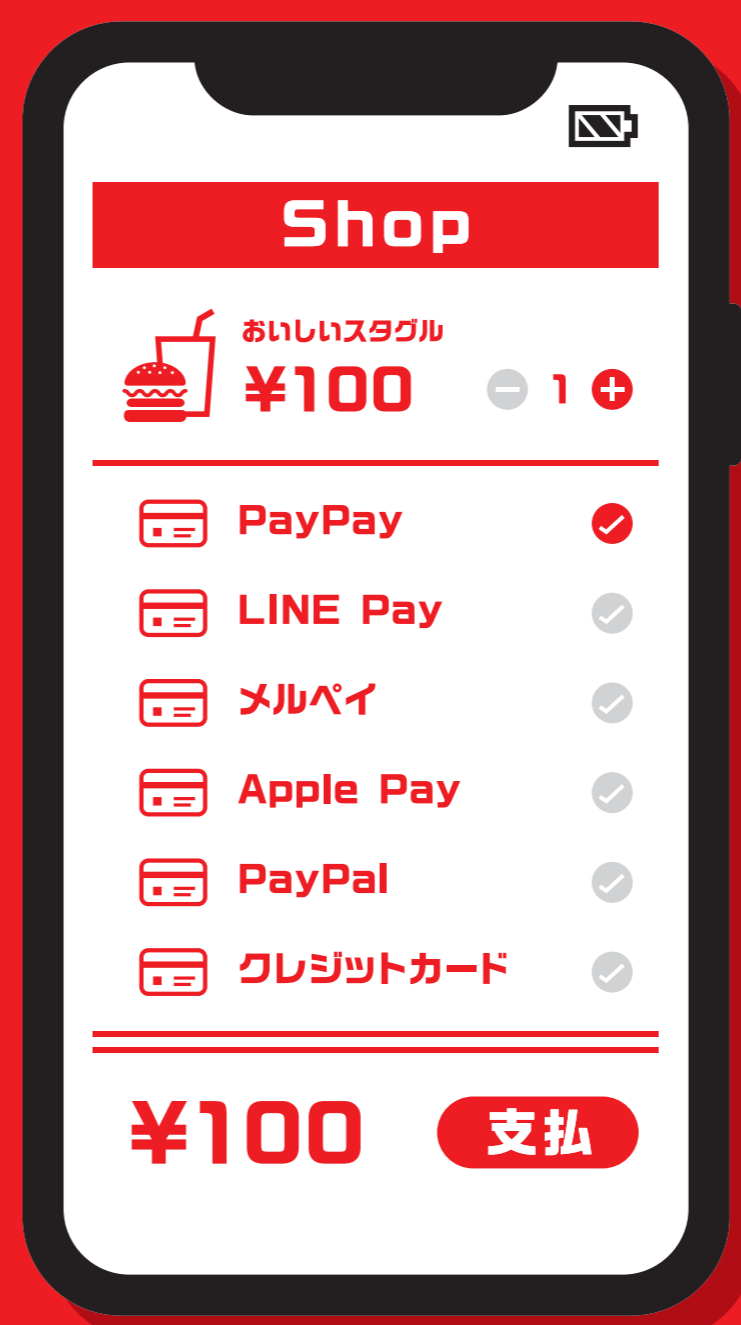 Shop
おいしいスタグル
¥100
1
PayPay
LINE Pay
メルペイ
Apple Pay
PayPal
クレジットカード
¥100
支払